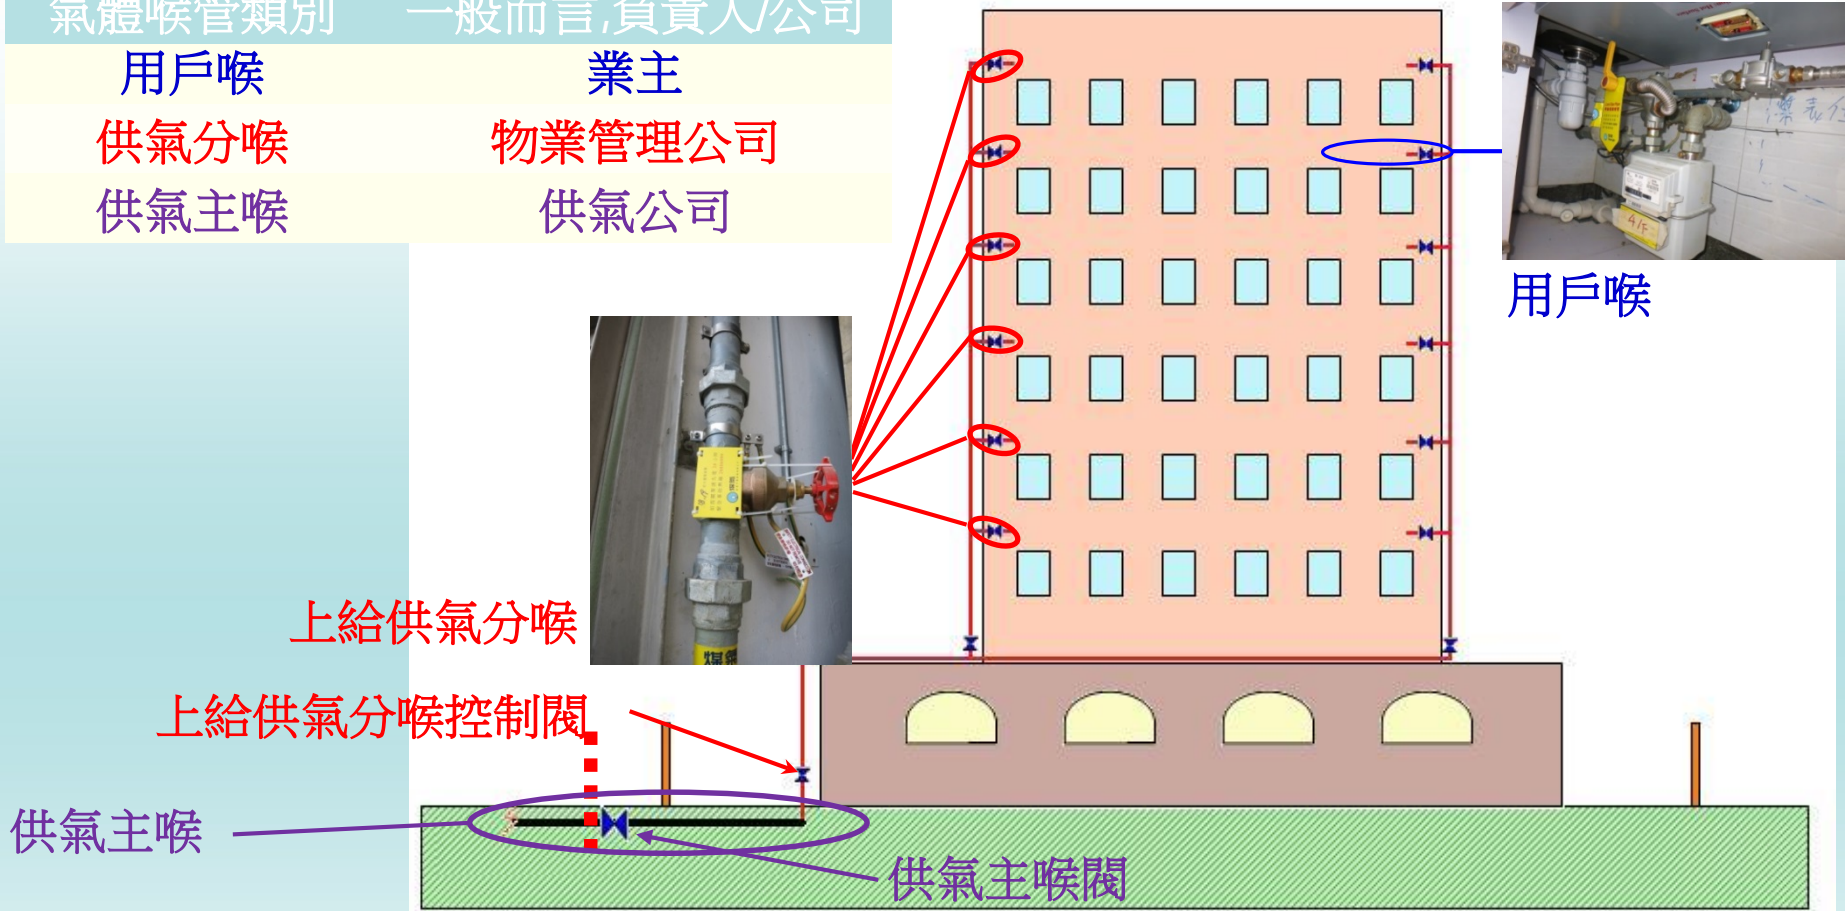 氣體喉管類別 一般而言,負責人/公司
用戶喉 業主
供氣分喉 物業管理公司
供氣主喉 供氣公司
用戶喉
上給供氣分喉
上給供氣分喉控制閥
供氣主喉
供氣主喉閥
煤氣
4/F